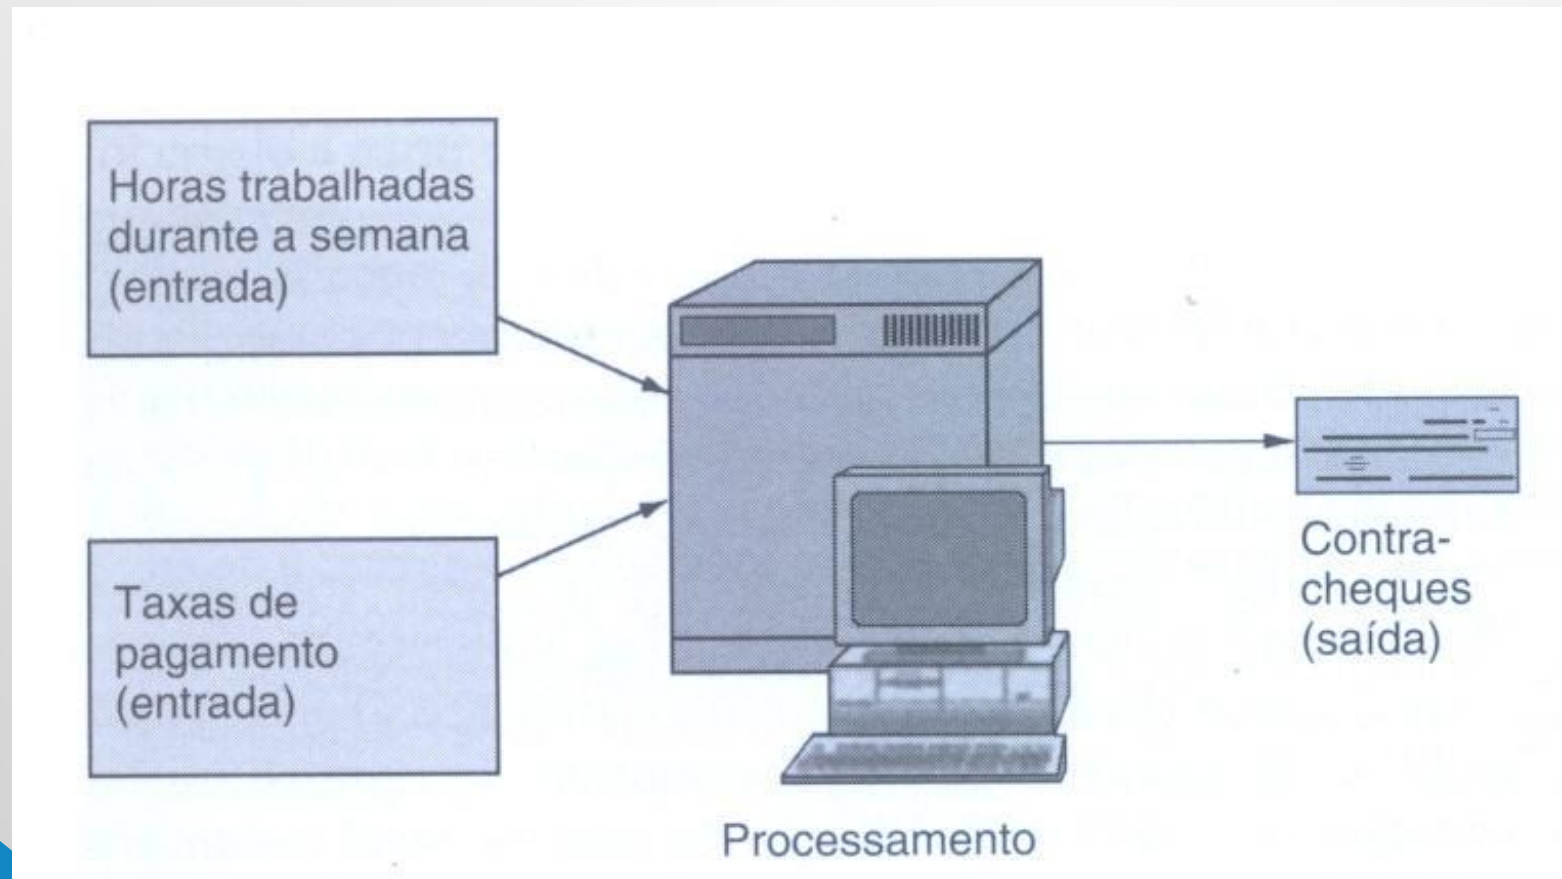 Horas trabalhadas
durante a semana
(entrada)
Taxas de
pagamento
(entrada)
Processamento
Contra-
cheques
(saída)